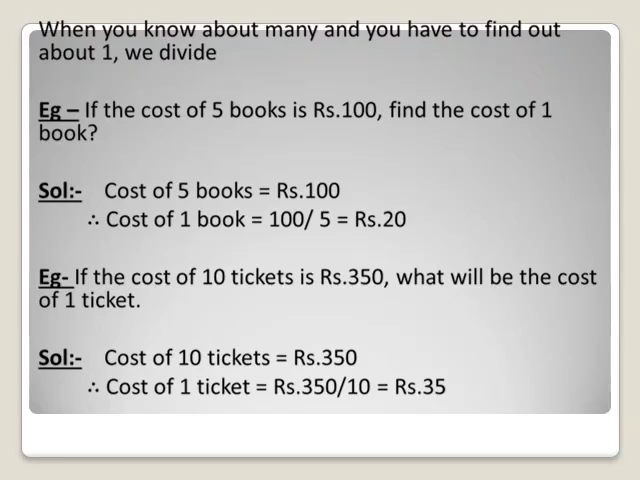 When you know about many and you have to find out
about 1, we divide
Eg – If the cost of 5 books is Rs.100, find the cost of 1
book?
Sol:- Cost of 5 books = Rs.100
∴ Cost of 1 book = 100/ 5 = Rs.20
Eg- If the cost of 10 tickets is Rs.350, what will be the cost
of 1 ticket.
Sol:- Cost of 10 tickets = Rs.350
∴ Cost of 1 ticket = Rs.350/10 = Rs.35